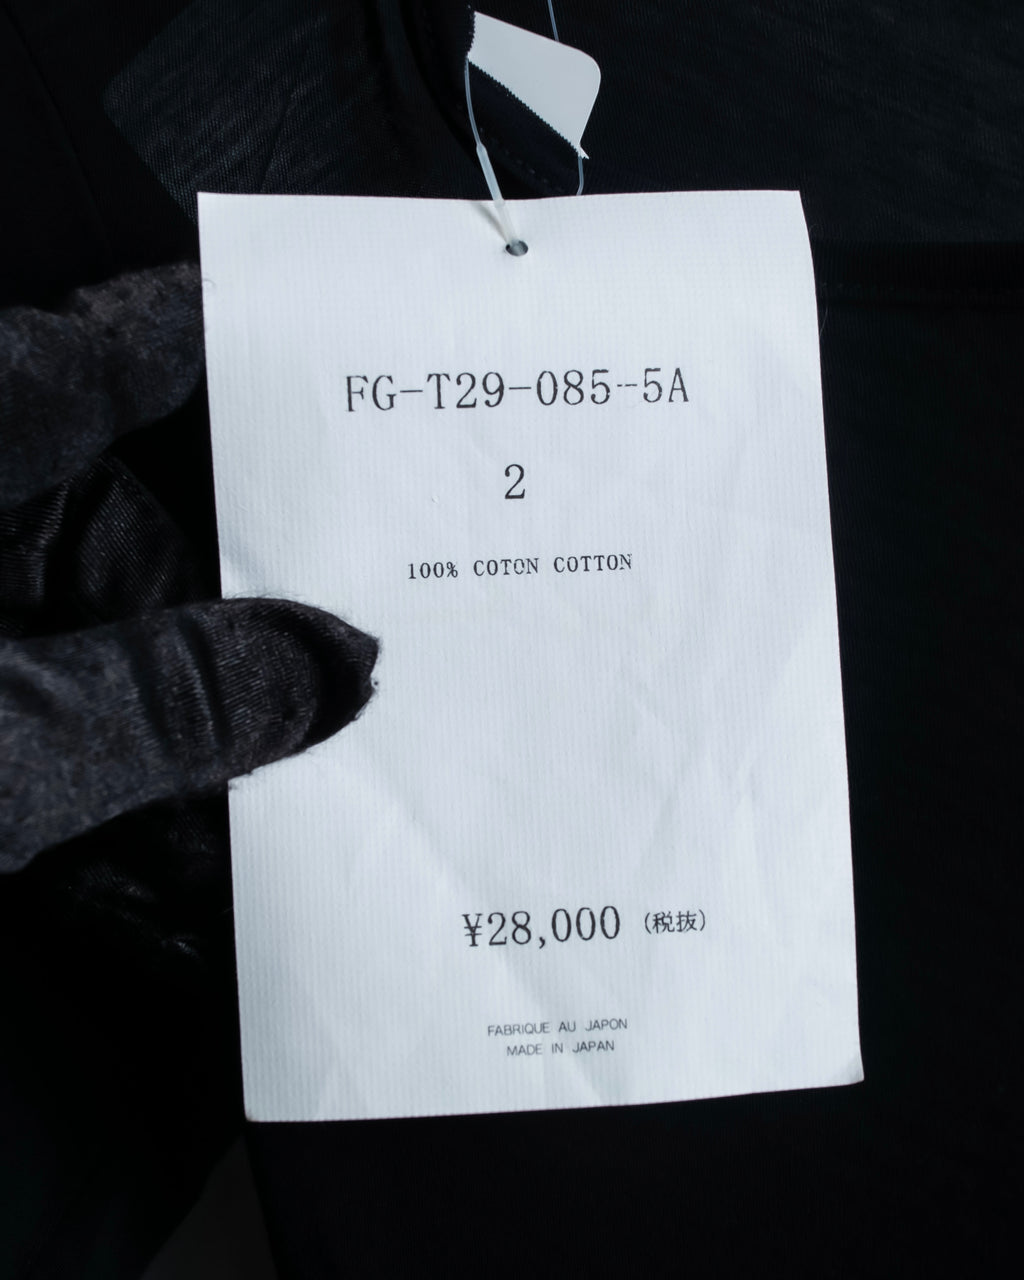 FG-T29-085-5A
2
100% COTON COTTON
¥28,000 (税抜)
FABRIQUE AU JAPON
MADE IN JAPAN